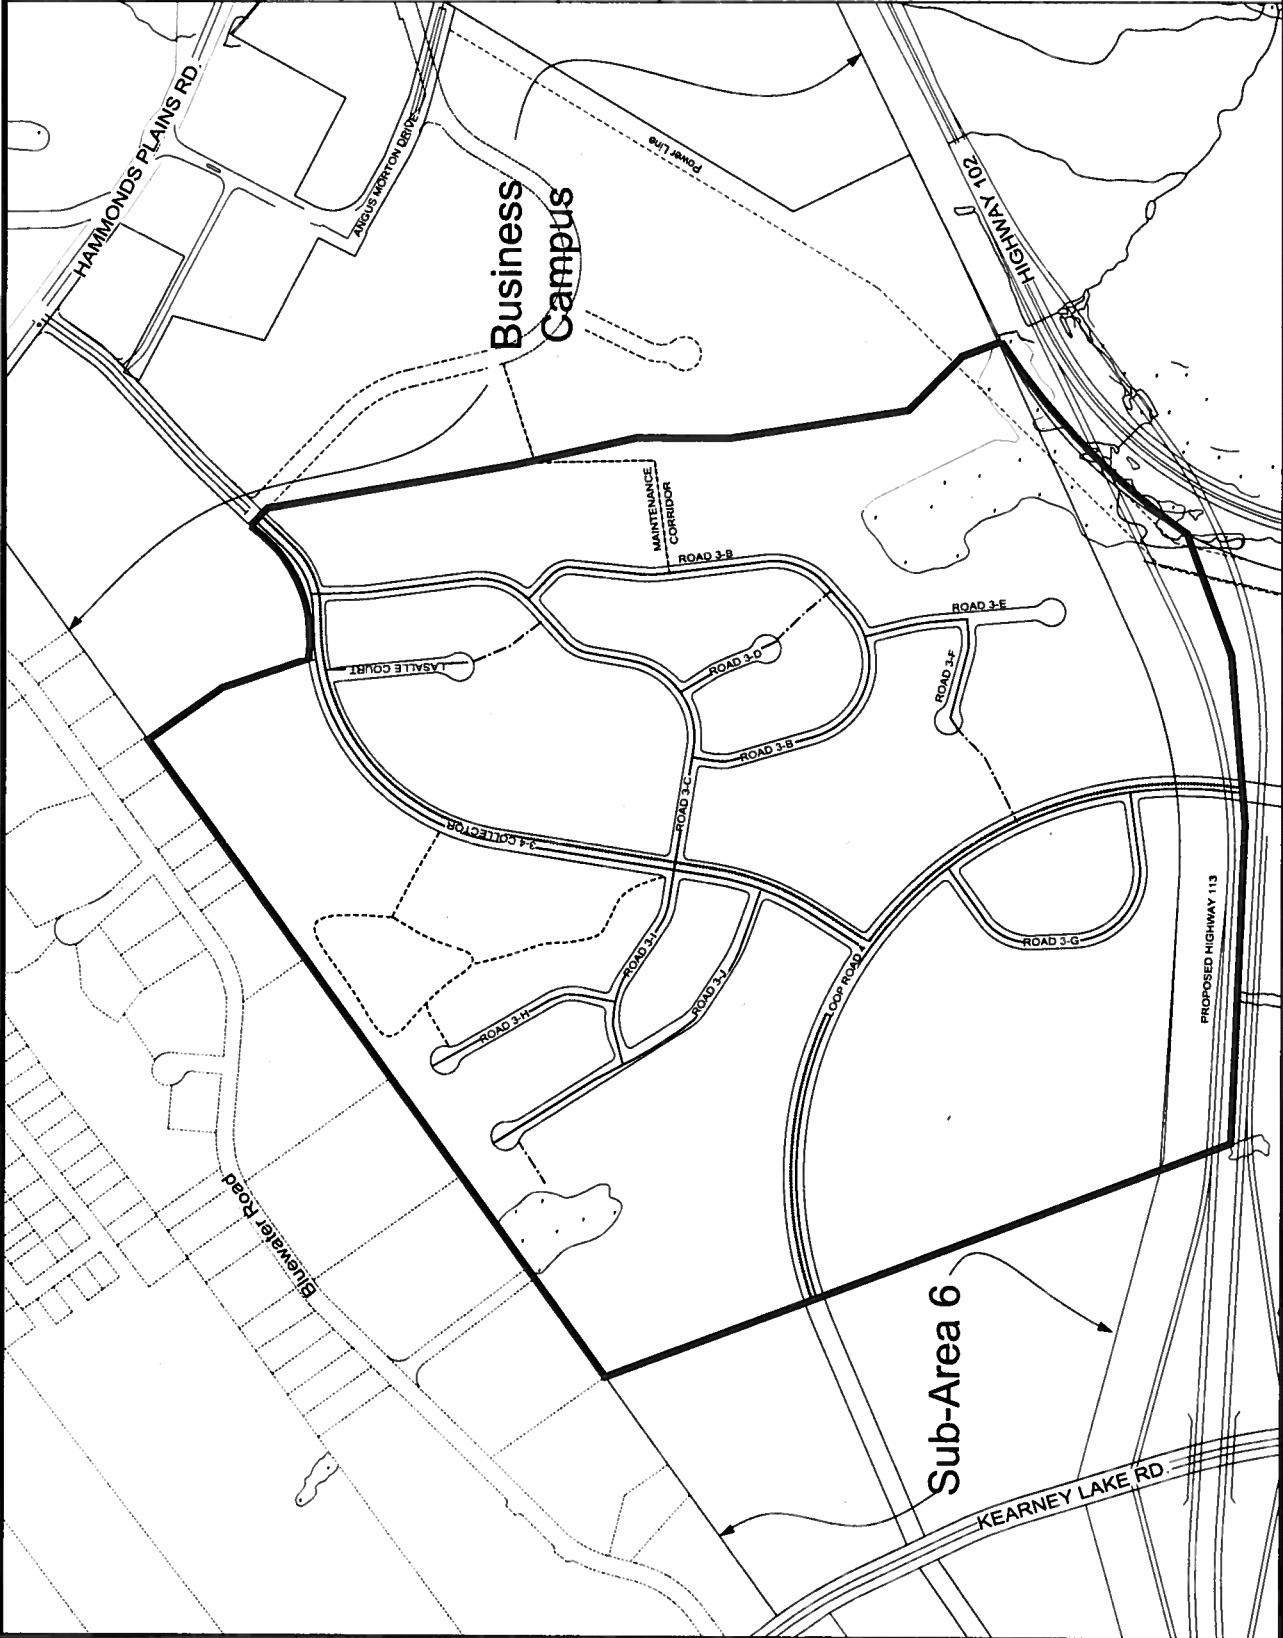 HAMMONDS PLAINS RD.
ANGUS MORTON DRIVE
Power Line
HIGHWAY 102
Business
Campus
MAINTENANCE
CORRIDOR
ROAD 3-B
ROAD 3-E
LASALLE COURT
ROAD 3-D
ROAD 3-F
ROAD 3-B
ROAD 3-C
3-4 COLLECTOR
ROAD 3-I
ROAD 3-J
ROAD 3-H
LOOP ROAD 4
ROAD 3-G
PROPOSED HIGHWAY 113
Bluewater Road
Sub-Area 6
KEARNEY LAKE RD.